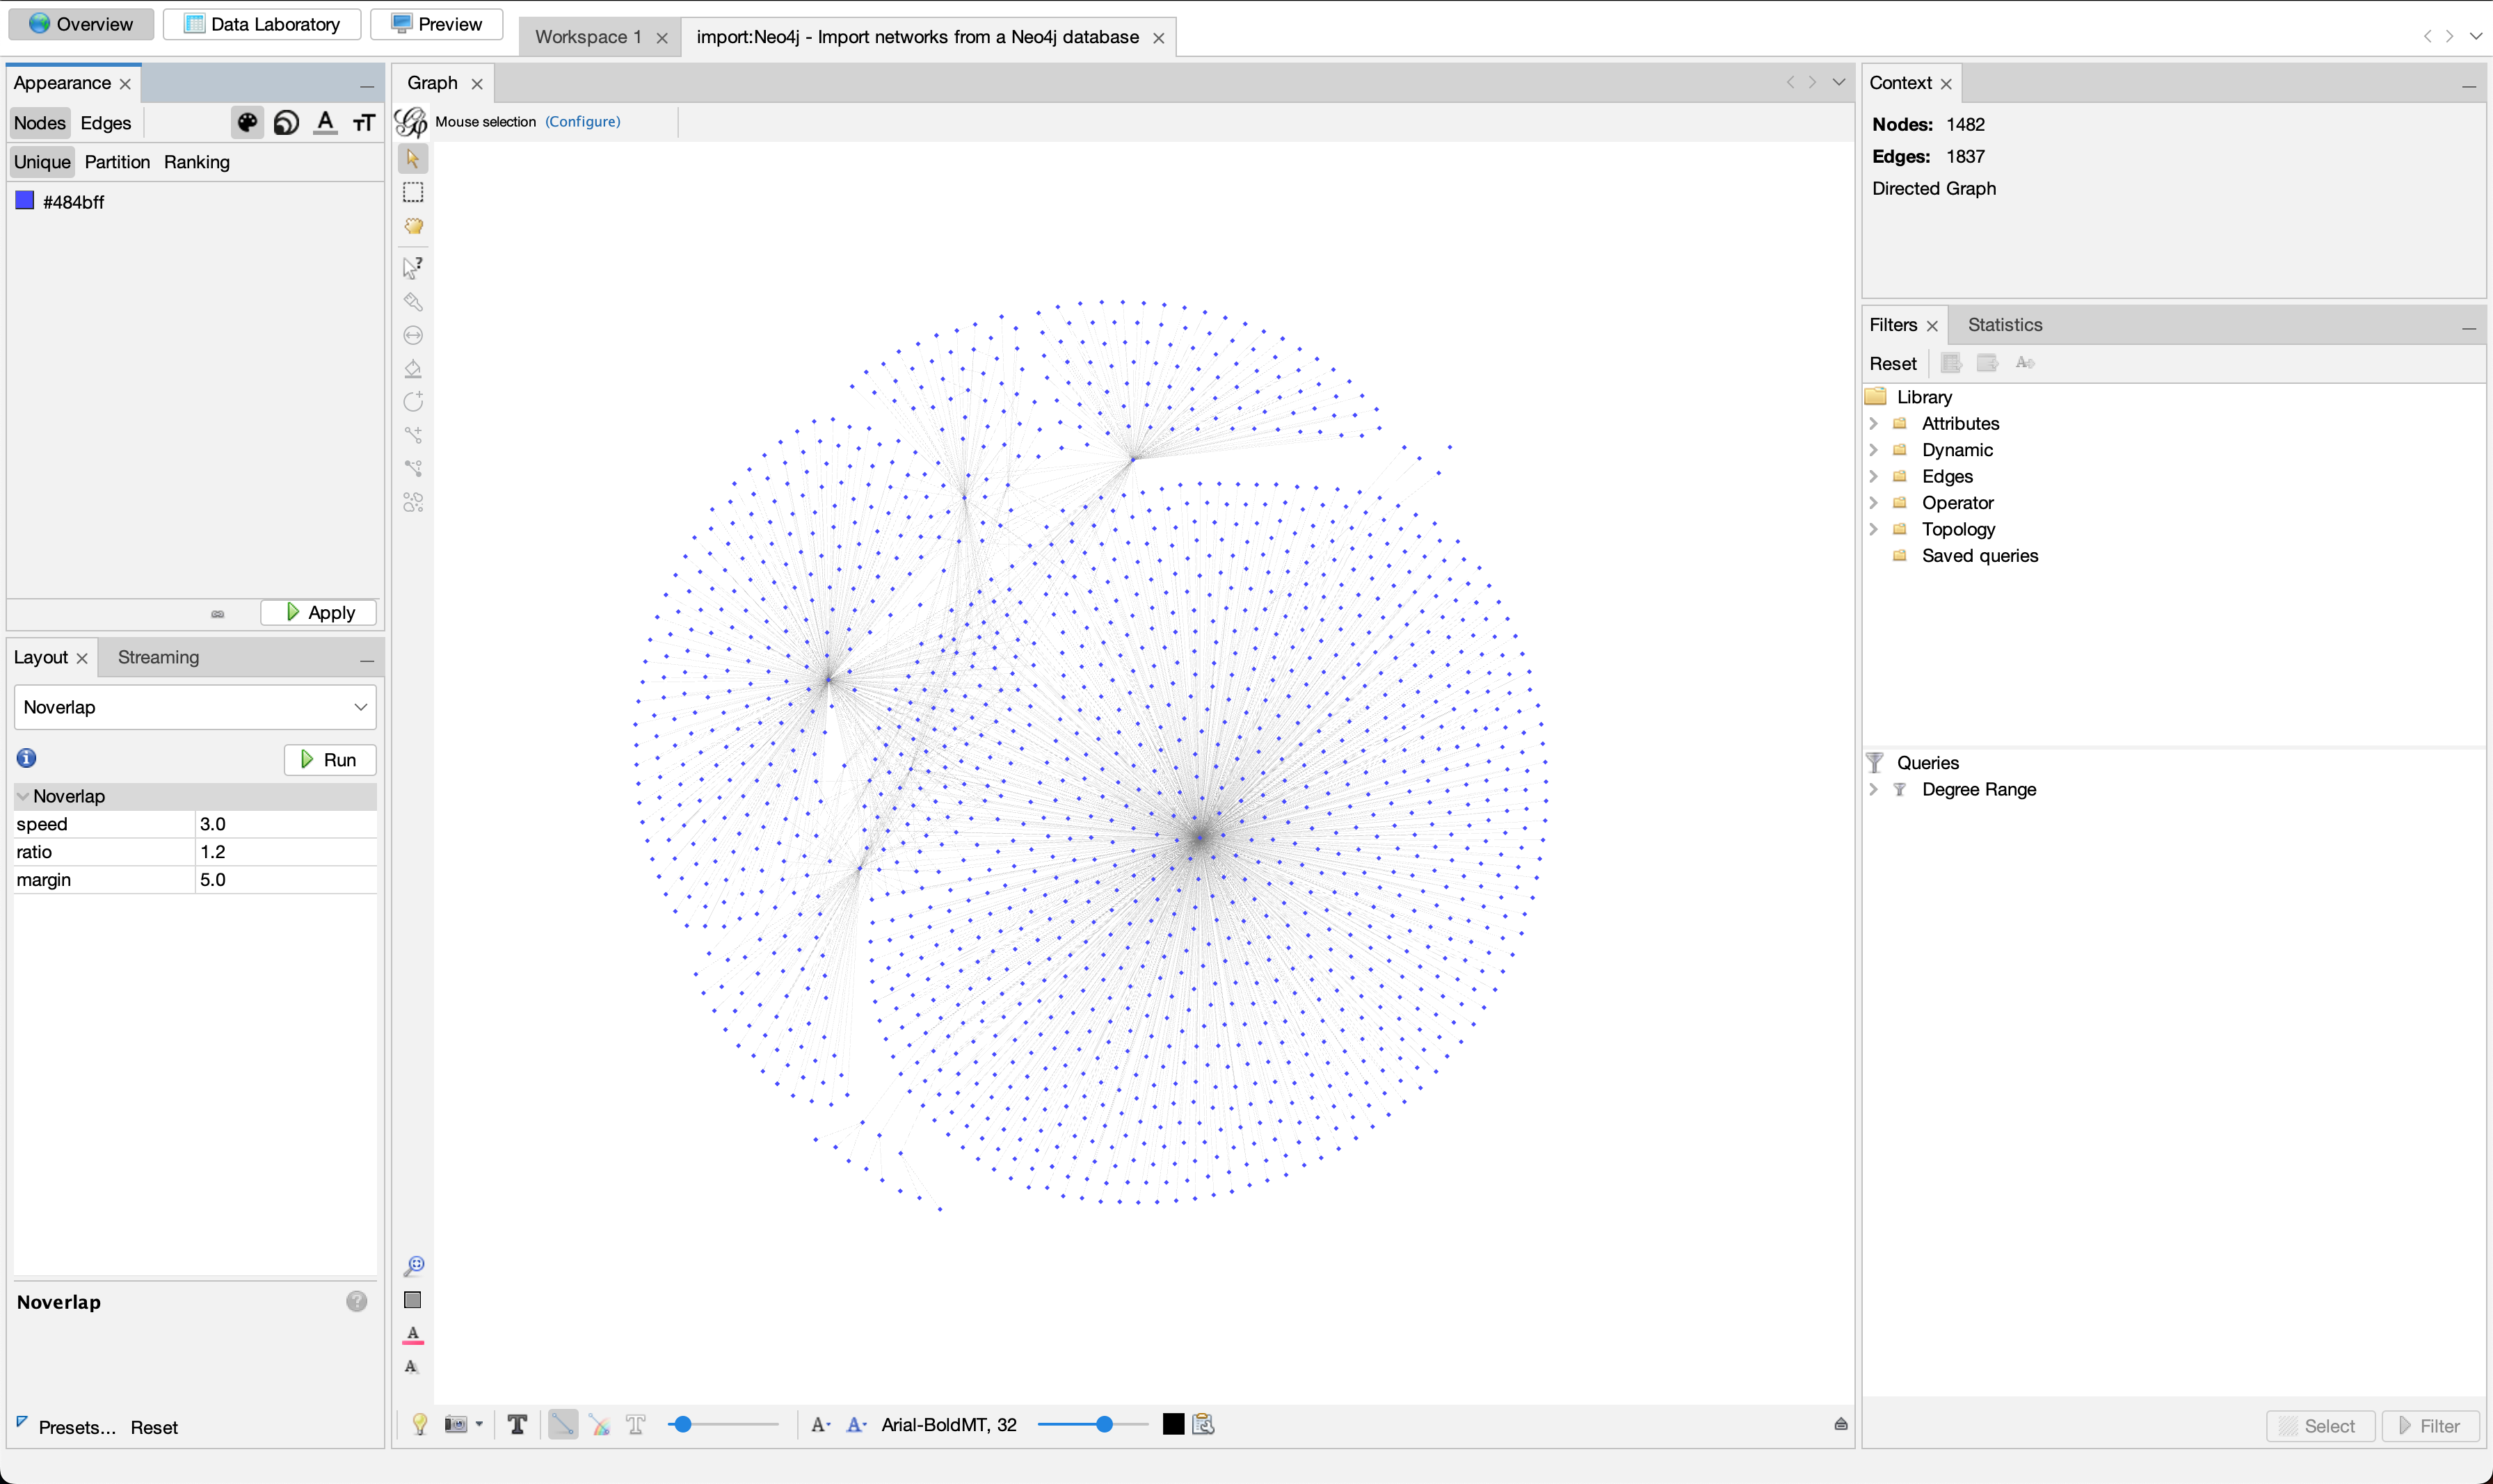 Overview Data Laboratory Preview Workspace 1 import:Neo4j - Import networks from a Neo4j database
Appearance
Nodes Edges A TT
Unique Partition Ranking
#484bff
Apply
Layout Streaming
Noverlap
Run
Noverlap
speed 3.0
ratio 1.2
margin 5.0
Noverlap
Presets... Reset
Graph
Mouse selection (Configure)
Arial-BoldMT, 32
Context
Nodes: 1482
Edges: 1837
Directed Graph
Filters Statistics
Reset
Library
Attributes
Dynamic
Edges
Operator
Topology
Saved queries
Queries
Degree Range
Select Filter